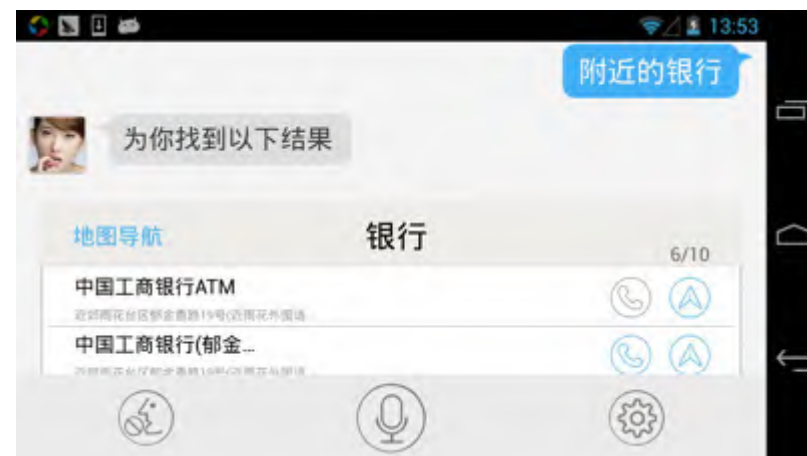 13:53
附近的银行
为你找到以下结果
地图导航
银行
6/10
中国工商银行ATM
中国工商银行(郁金...